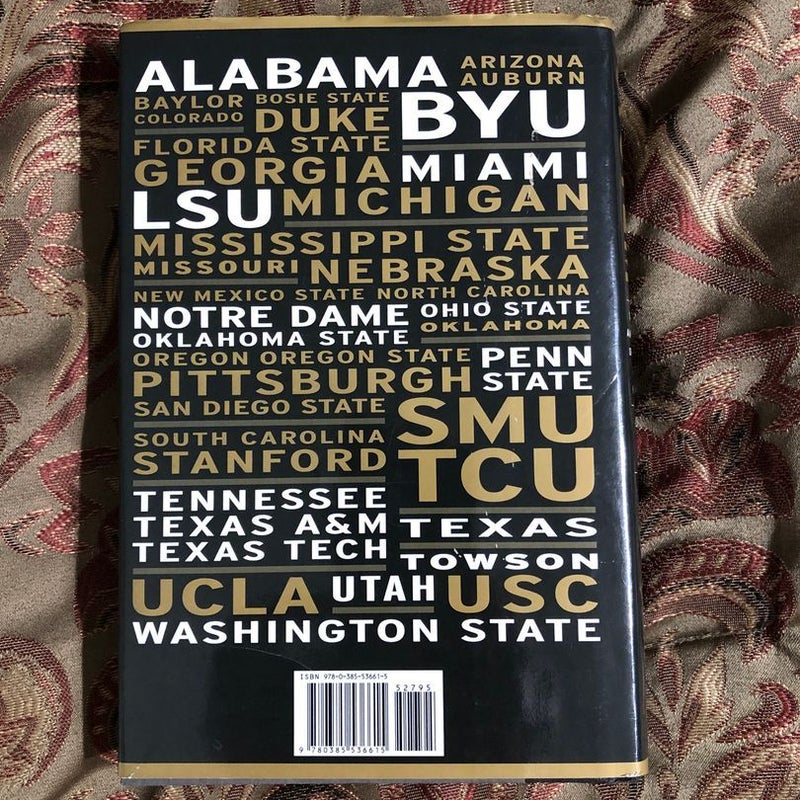 ALABAMA ARIZONA
AUBURN
BAYLOR BOSIE STATE
COLORADO DUKE BYU
FLORIDA STATE
GEORGIA MIAMI
LSU MICHIGAN
MISSISSIPPI STATE
MISSOURI NEBRASKA
NEW MEXICO STATE NORTH CAROLINA
NOTRE DAME OHIO STATE
OKLAHOMA STATE OKLAHOMA
OREGON OREGON STATE PENN
PITTSBURGH STATE
SAN DIEGO STATE SMU
SOUTH CAROLINA
STANFORD TCU
TENNESSEE
TEXAS A&M TEXAS
TEXAS TECH TOWSON
UCLA UTAH USC
WASHINGTON STATE
ISBN 978-0-385-53661-5
52795
9 780385 536615